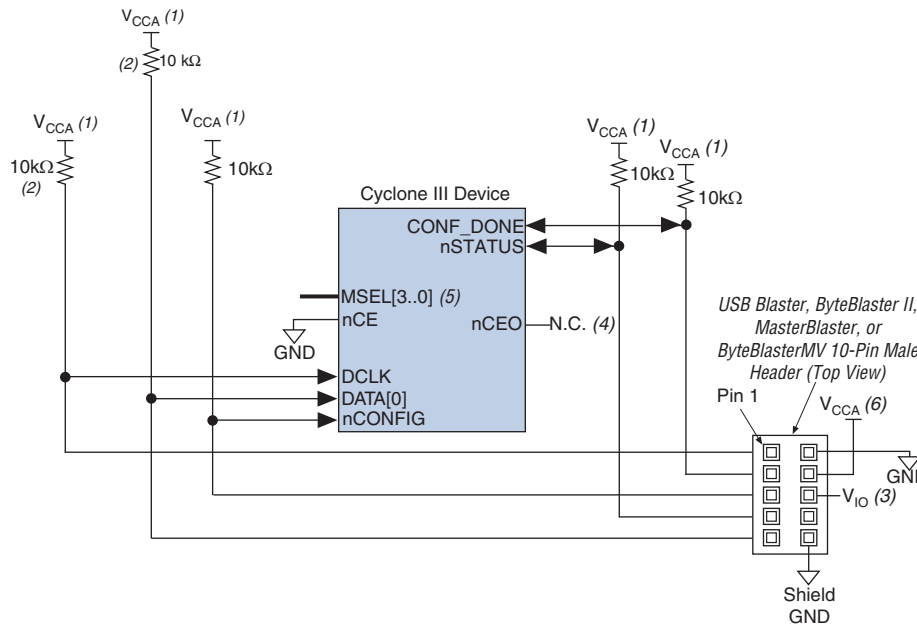 VCCA (1)
(2) 10 kΩ
VCCA (1)
10kΩ
(2)
VCCA (1)
10kΩ
VCCA (1)
10kΩ
VCCA (1)
10kΩ
Cyclone III Device
CONF_DONE
nSTATUS
MSEL[3..0] (5)
nCE
GND
nCEO
N.C. (4)
DCLK
DATA[0]
nCONFIG
USB Blaster, ByteBlaster II,
MasterBlaster, or
ByteBlasterMV 10-Pin Male
Header (Top View)
Pin 1
VCCA (6)
GND
VIO (3)
Shield
GND